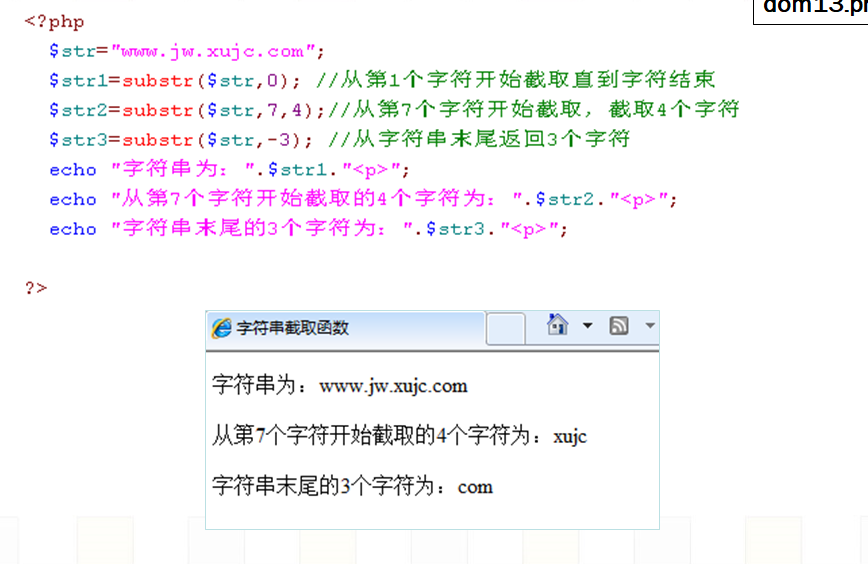 dom13.p
<?php
$str="www.jw.xujc.com";
$str1=substr($str,0); //从第1个字符开始截取直到字符结束
$str2=substr($str,7,4);//从第7个字符开始截取，截取4个字符
$str3=substr($str,-3); //从字符串末尾返回3个字符
echo "字符串为：".$str1."<p>";
echo "从第7个字符开始截取的4个字符为：".$str2."<p>";
echo "字符串末尾的3个字符为：".$str3."<p>";
?>
字符串截取函数
字符串为：www.jw.xujc.com
从第7个字符开始截取的4个字符为：xujc
字符串末尾的3个字符为：com